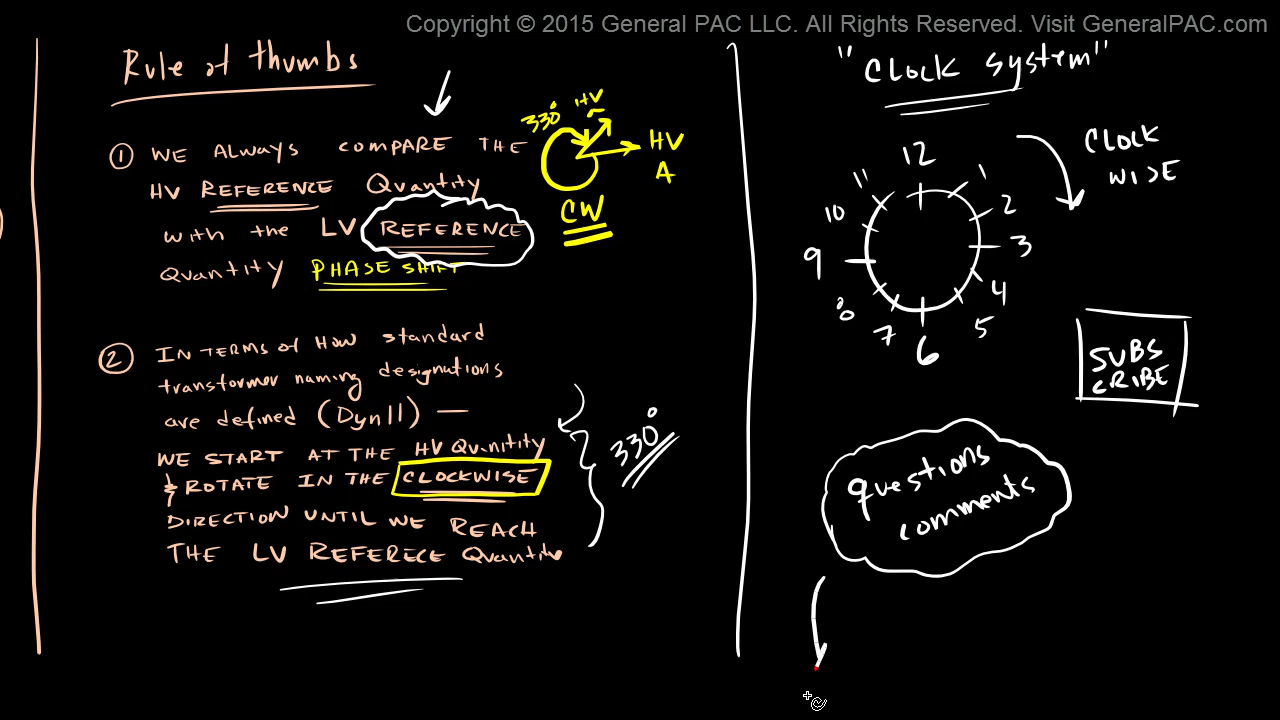 Copyright © 2015 General PAC LLC. All Rights Reserved. Visit GeneralPAC.com
Rule of thumbs
① WE ALWAYS COMPARE THE
HV REFERENCE Quantity
with the LV REFERENCE
Quantity PHASE SHIFT
330° HV
HV
A
CW
② IN TERMS OF HOW standard
transformer naming designations
are defined (Dyn11) —
WE START AT THE HV Qunitity
& ROTATE IN THE CLOCKWISE
DIRECTION UNTIL WE REACH
THE LV REFERECE Quantity
330°
"Clock system"
CLOCK
WISE
12
1
2
3
4
5
6
7
8
9
10
11
SUBS
CRIBE
questions
comments